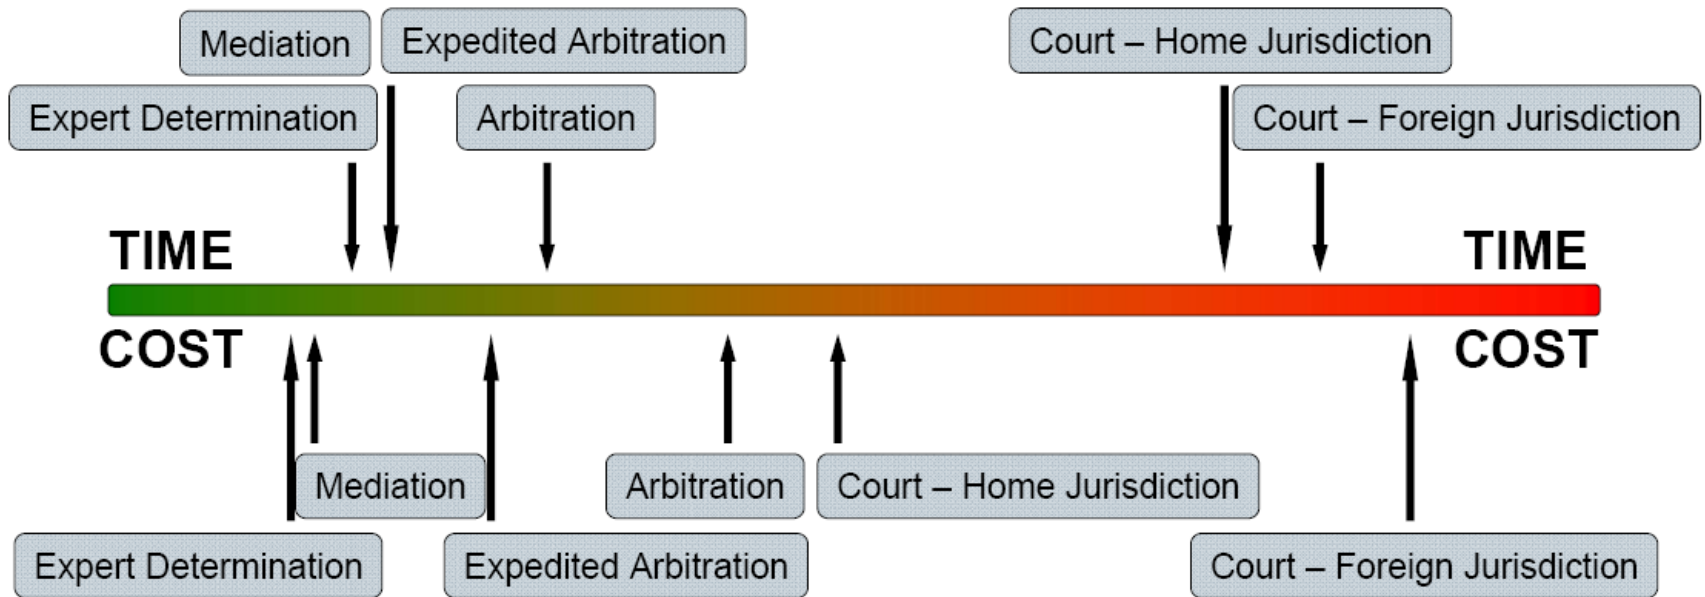 Mediation
Expedited Arbitration
Court – Home Jurisdiction
Expert Determination
Arbitration
Court – Foreign Jurisdiction
TIME
TIME
COST
COST
Mediation
Arbitration
Court – Home Jurisdiction
Expert Determination
Expedited Arbitration
Court – Foreign Jurisdiction